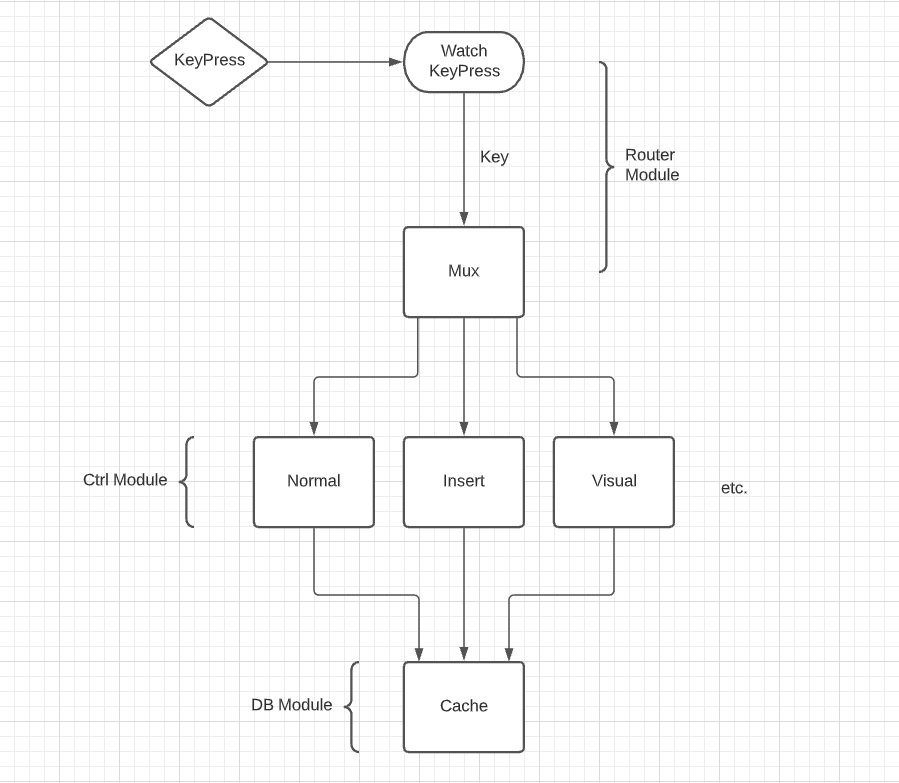 KeyPress
Watch
KeyPress
Key
Router
Module
Mux
Ctrl Module
Normal
Insert
Visual
etc.
DB Module
Cache